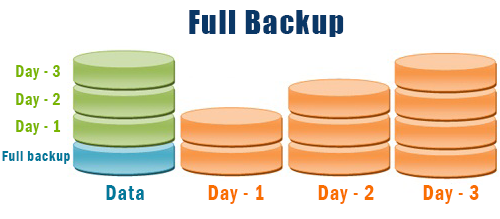 Full Backup
Day - 3
Day - 2
Day - 1
Full backup
Data
Day - 1
Day - 2
Day - 3